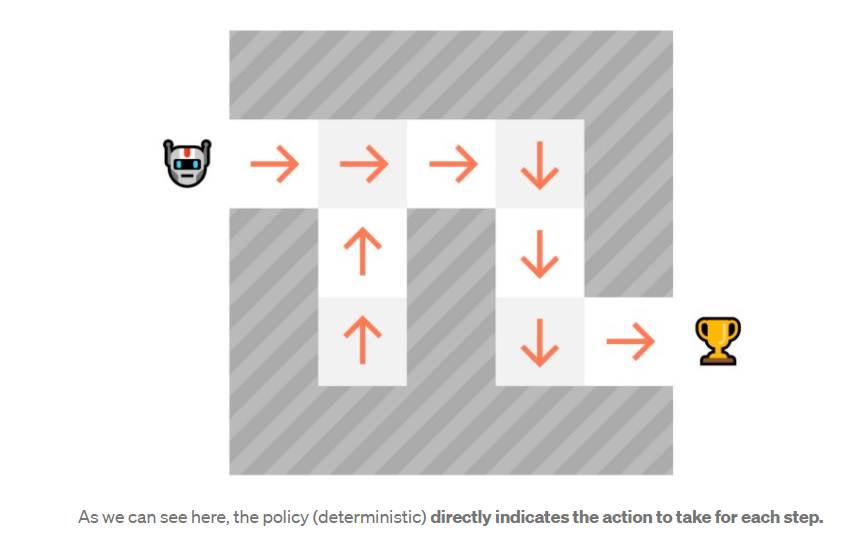 As we can see here, the policy (deterministic) directly indicates the action to take for each step.